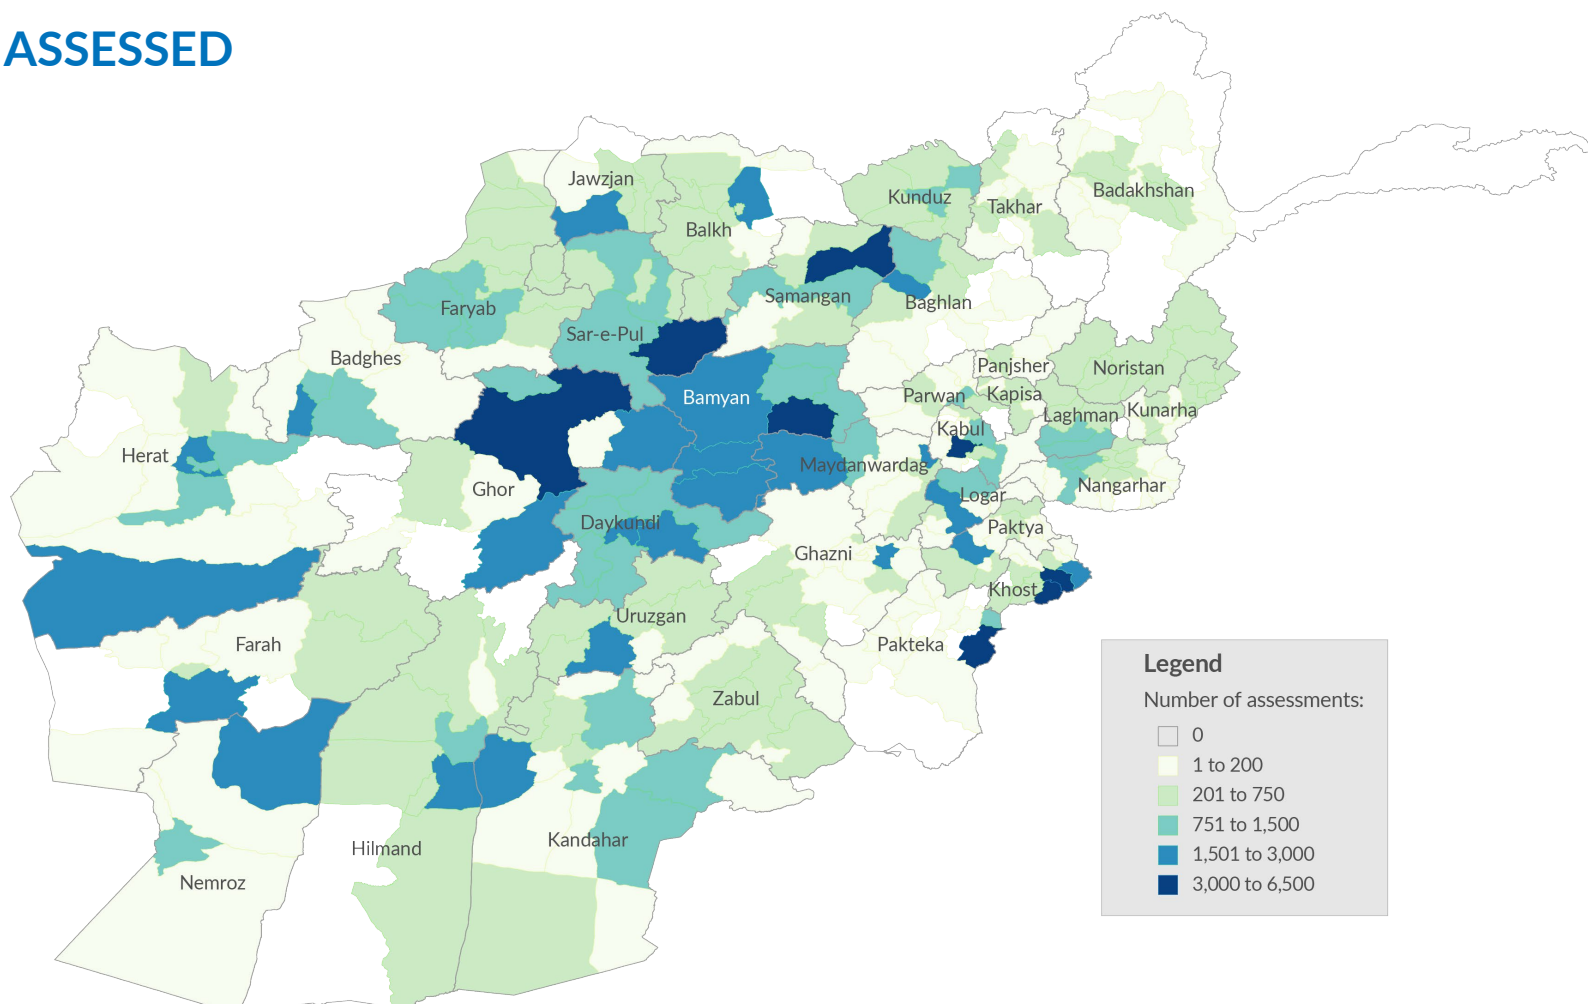 ASSESSED
Jawzjan
Kunduz
Takhar
Badakhshan
Balkh
Faryab
Samangan
Baghlan
Sar-e-Pul
Badghes
Panjsher
Noristan
Bamyan
Parwan
Kapisa
Laghman
Kunarha
Kabul
Herat
Maydanwardag
Ghor
Logar
Nangarhar
Daykundi
Paktya
Ghazni
Khost
Uruzgan
Farah
Pakteka
Zabul
Kandahar
Hilmand
Nemroz
Legend
Number of assessments:
0
1 to 200
201 to 750
751 to 1,500
1,501 to 3,000
3,000 to 6,500